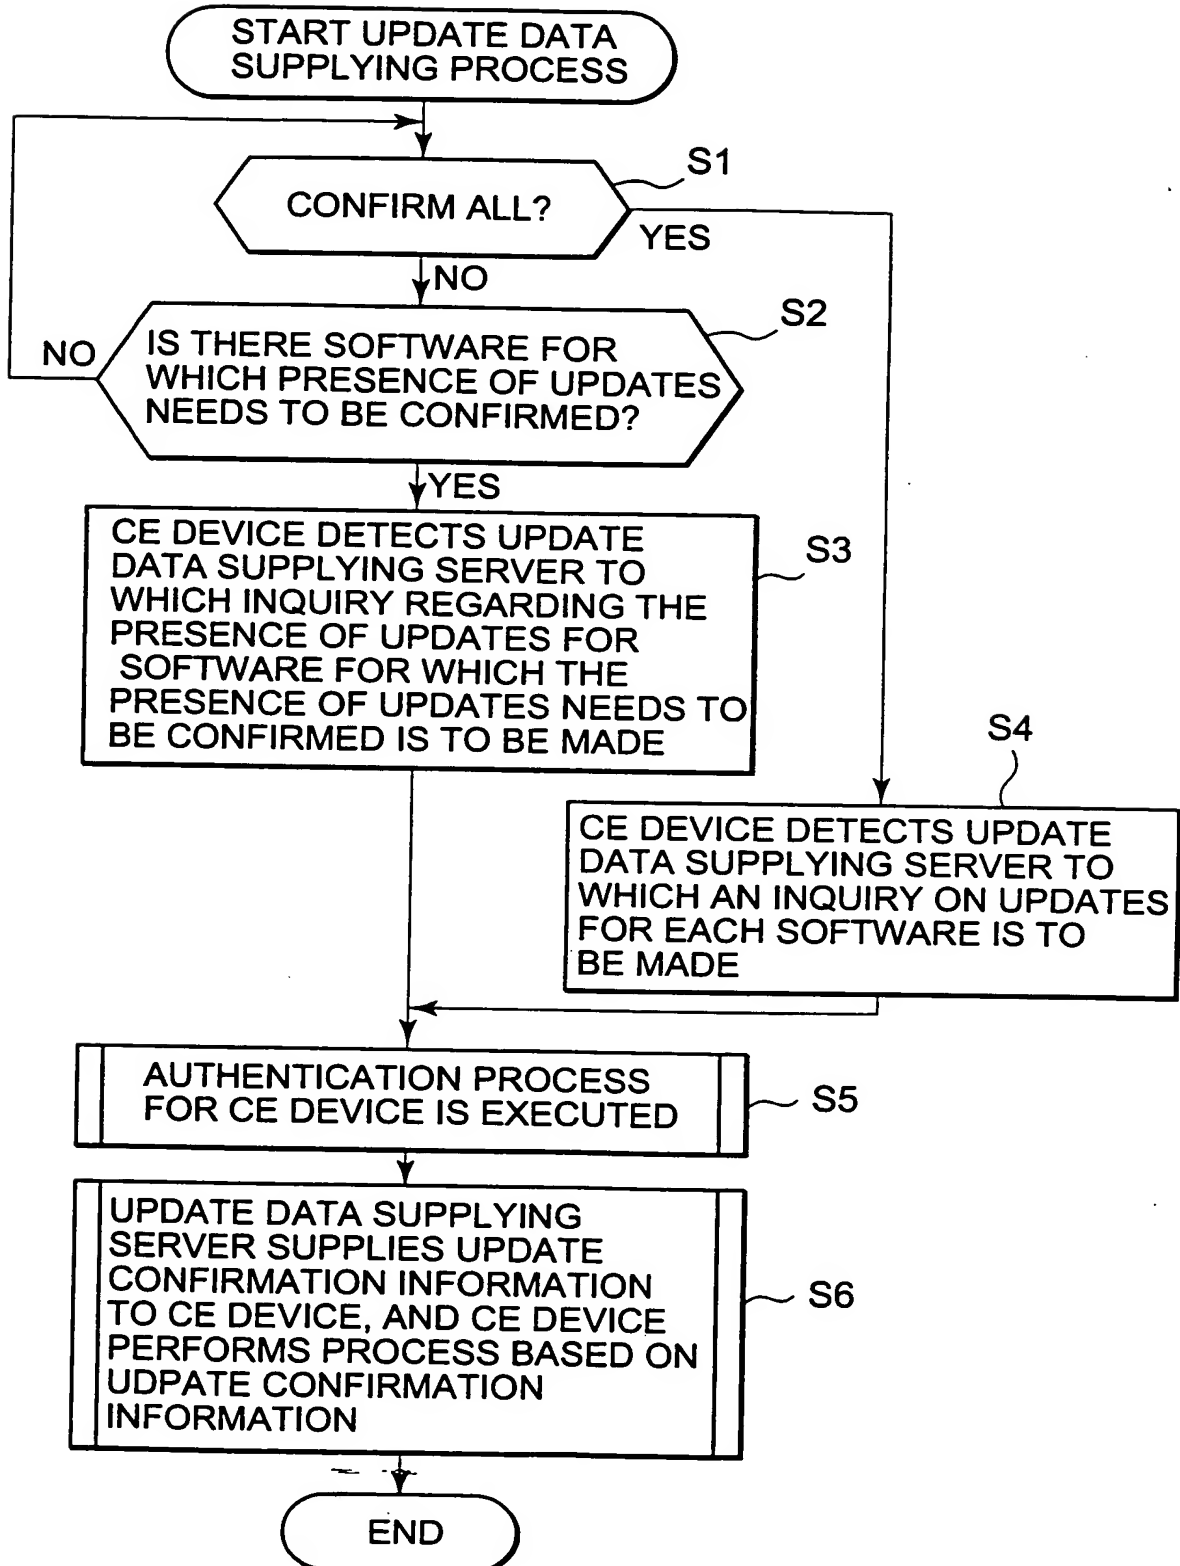 START UPDATE DATA
SUPPLYING PROCESS
S1
CONFIRM ALL?
YES
NO
S2
NO
IS THERE SOFTWARE FOR
WHICH PRESENCE OF UPDATES
NEEDS TO BE CONFIRMED?
YES
S3
CE DEVICE DETECTS UPDATE
DATA SUPPLYING SERVER TO
WHICH INQUIRY REGARDING THE
PRESENCE OF UPDATES FOR
SOFTWARE FOR WHICH THE
PRESENCE OF UPDATES NEEDS TO
BE CONFIRMED IS TO BE MADE
S4
CE DEVICE DETECTS UPDATE
DATA SUPPLYING SERVER TO
WHICH AN INQUIRY ON UPDATES
FOR EACH SOFTWARE IS TO
BE MADE
AUTHENTICATION PROCESS
FOR CE DEVICE IS EXECUTED
S5
UPDATE DATA SUPPLYING
SERVER SUPPLIES UPDATE
CONFIRMATION INFORMATION
TO CE DEVICE, AND CE DEVICE
PERFORMS PROCESS BASED ON
UDPATE CONFIRMATION
INFORMATION
S6
END